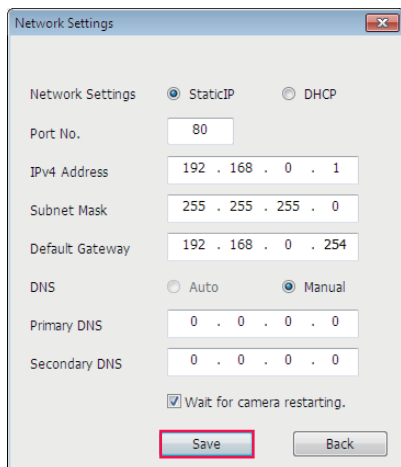 Network Settings
Network Settings StaticIP DHCP
Port No. 80
IPv4 Address 192 . 168 . 0 . 1
Subnet Mask 255 . 255 . 255 . 0
Default Gateway 192 . 168 . 0 . 254
DNS Auto Manual
Primary DNS 0 . 0 . 0 . 0
Secondary DNS 0 . 0 . 0 . 0
Wait for camera restarting.
Save Back